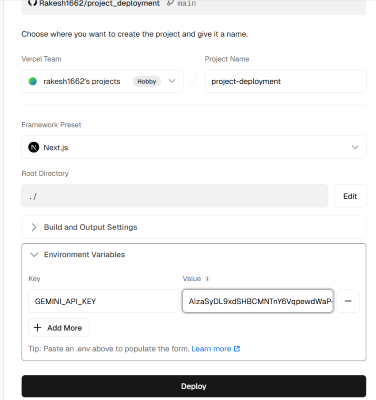 Rakesh1662/project_deployment main
Choose where you want to create the project and give it a name.
Vercel Team
Project Name
rakesh1662's projects Hobby
project-deployment
Framework Preset
Next.js
Root Directory
./
Edit
Build and Output Settings
Environment Variables
Key
Value
GEMINI_API_KEY
AIzaSyDL9xdSHBCMNTnY6VqpewdWaP-
Add More
Tip: Paste an .env above to populate the form. Learn more
Deploy